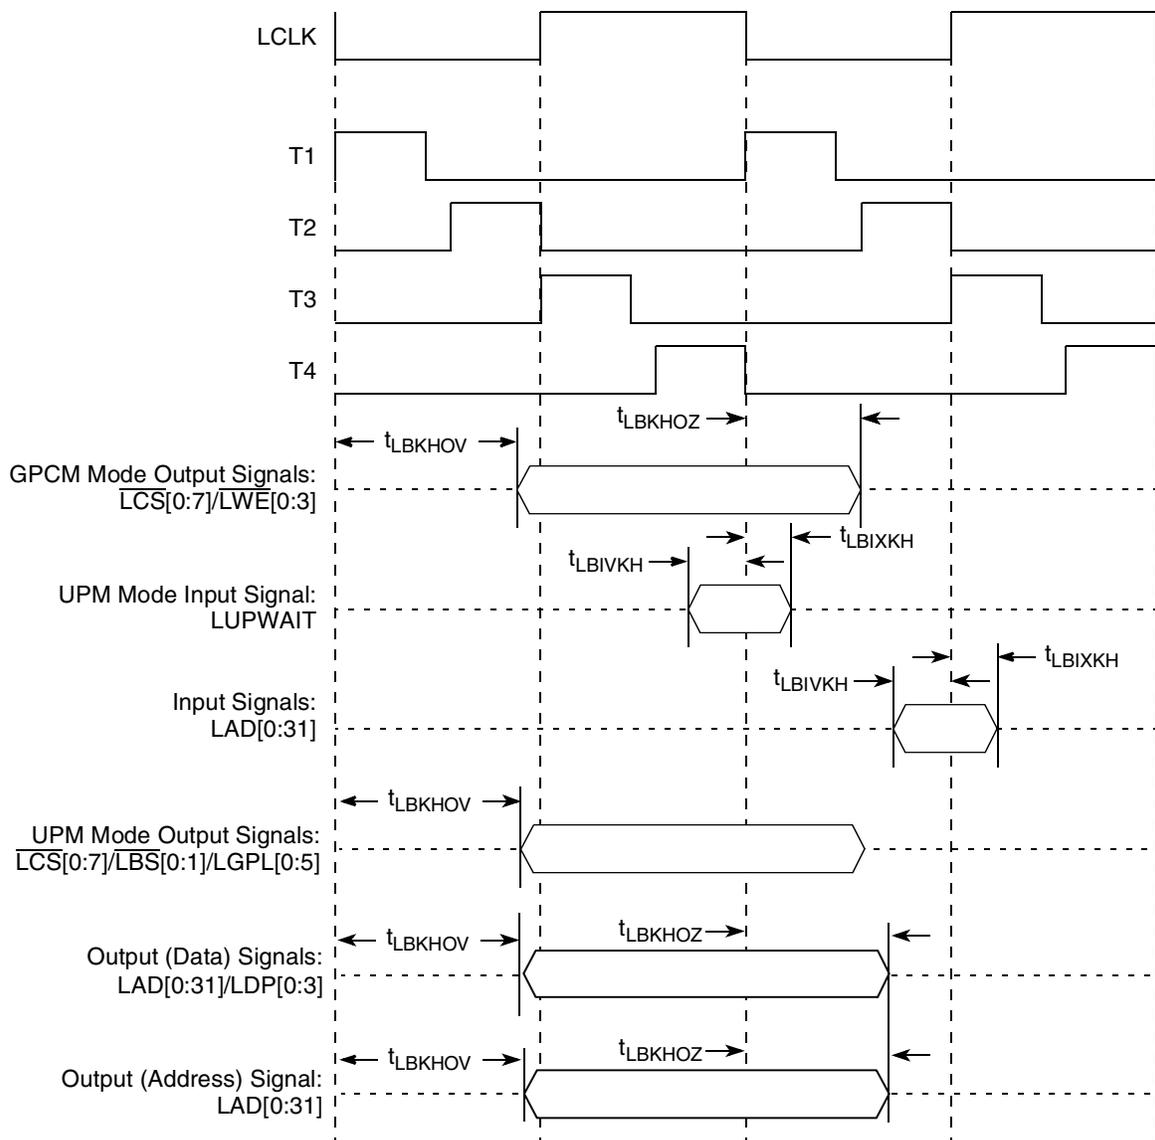 LCLK
T1
T2
T3
T4
tLBKHOZ
tLBKHOV
GPCM Mode Output Signals:
LCS[0:7]/LWE[0:3]
tLBIXKH
tLBIVKH
UPM Mode Input Signal:
LUPWAIT
tLBIXKH
tLBIVKH
Input Signals:
LAD[0:31]
tLBKHOV
UPM Mode Output Signals:
LCS[0:7]/LBS[0:1]/LGPL[0:5]
tLBKHOV
tLBKHOZ
Output (Data) Signals:
LAD[0:31]/LDP[0:3]
tLBKHOV
tLBKHOZ
Output (Address) Signal:
LAD[0:31]